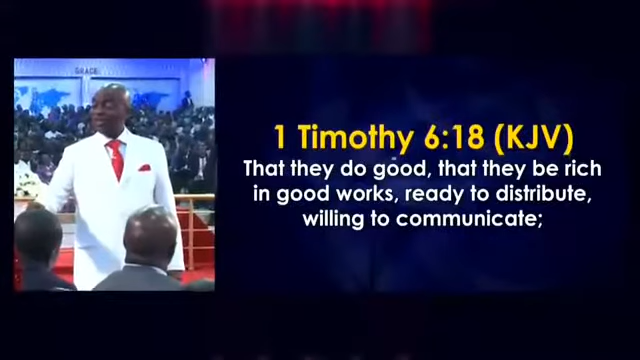 GRACE
1 Timothy 6:18 (KJV)
That they do good, that they be rich
in good works, ready to distribute,
willing to communicate;